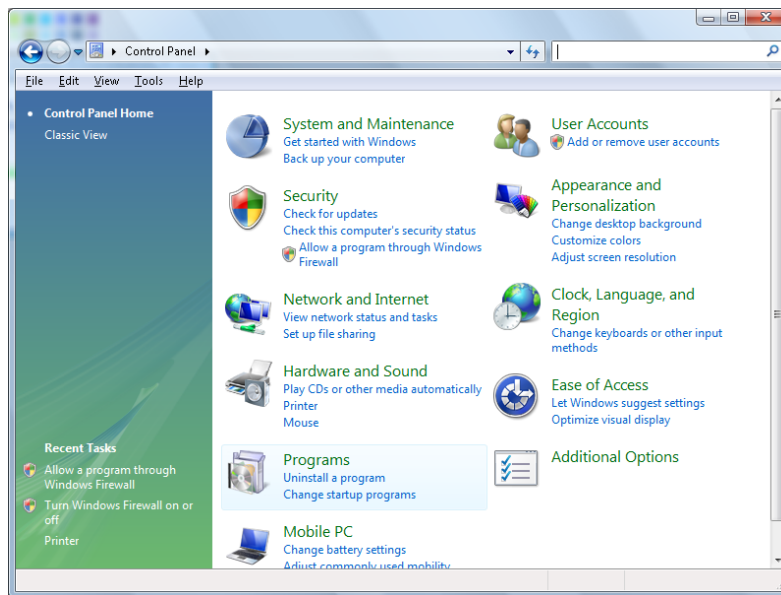 Control Panel
File Edit View Tools Help
Control Panel Home
Classic View
Recent Tasks
Allow a program through
Windows Firewall
Turn Windows Firewall on or
off
Printer
System and Maintenance
Get started with Windows
Back up your computer
Security
Check for updates
Check this computer's security status
Allow a program through Windows
Firewall
Network and Internet
View network status and tasks
Set up file sharing
Hardware and Sound
Play CDs or other media automatically
Printer
Mouse
Programs
Uninstall a program
Change startup programs
Mobile PC
Change battery settings
Adjust commonly used mobility
User Accounts
Add or remove user accounts
Appearance and
Personalization
Change desktop background
Customize colors
Adjust screen resolution
Clock, Language, and
Region
Change keyboards or other input
methods
Ease of Access
Let Windows suggest settings
Optimize visual display
Additional Options